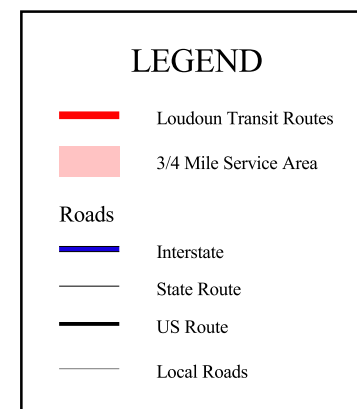 LEGEND
Loudoun Transit Routes
3/4 Mile Service Area
Roads
Interstate
State Route
US Route
Local Roads